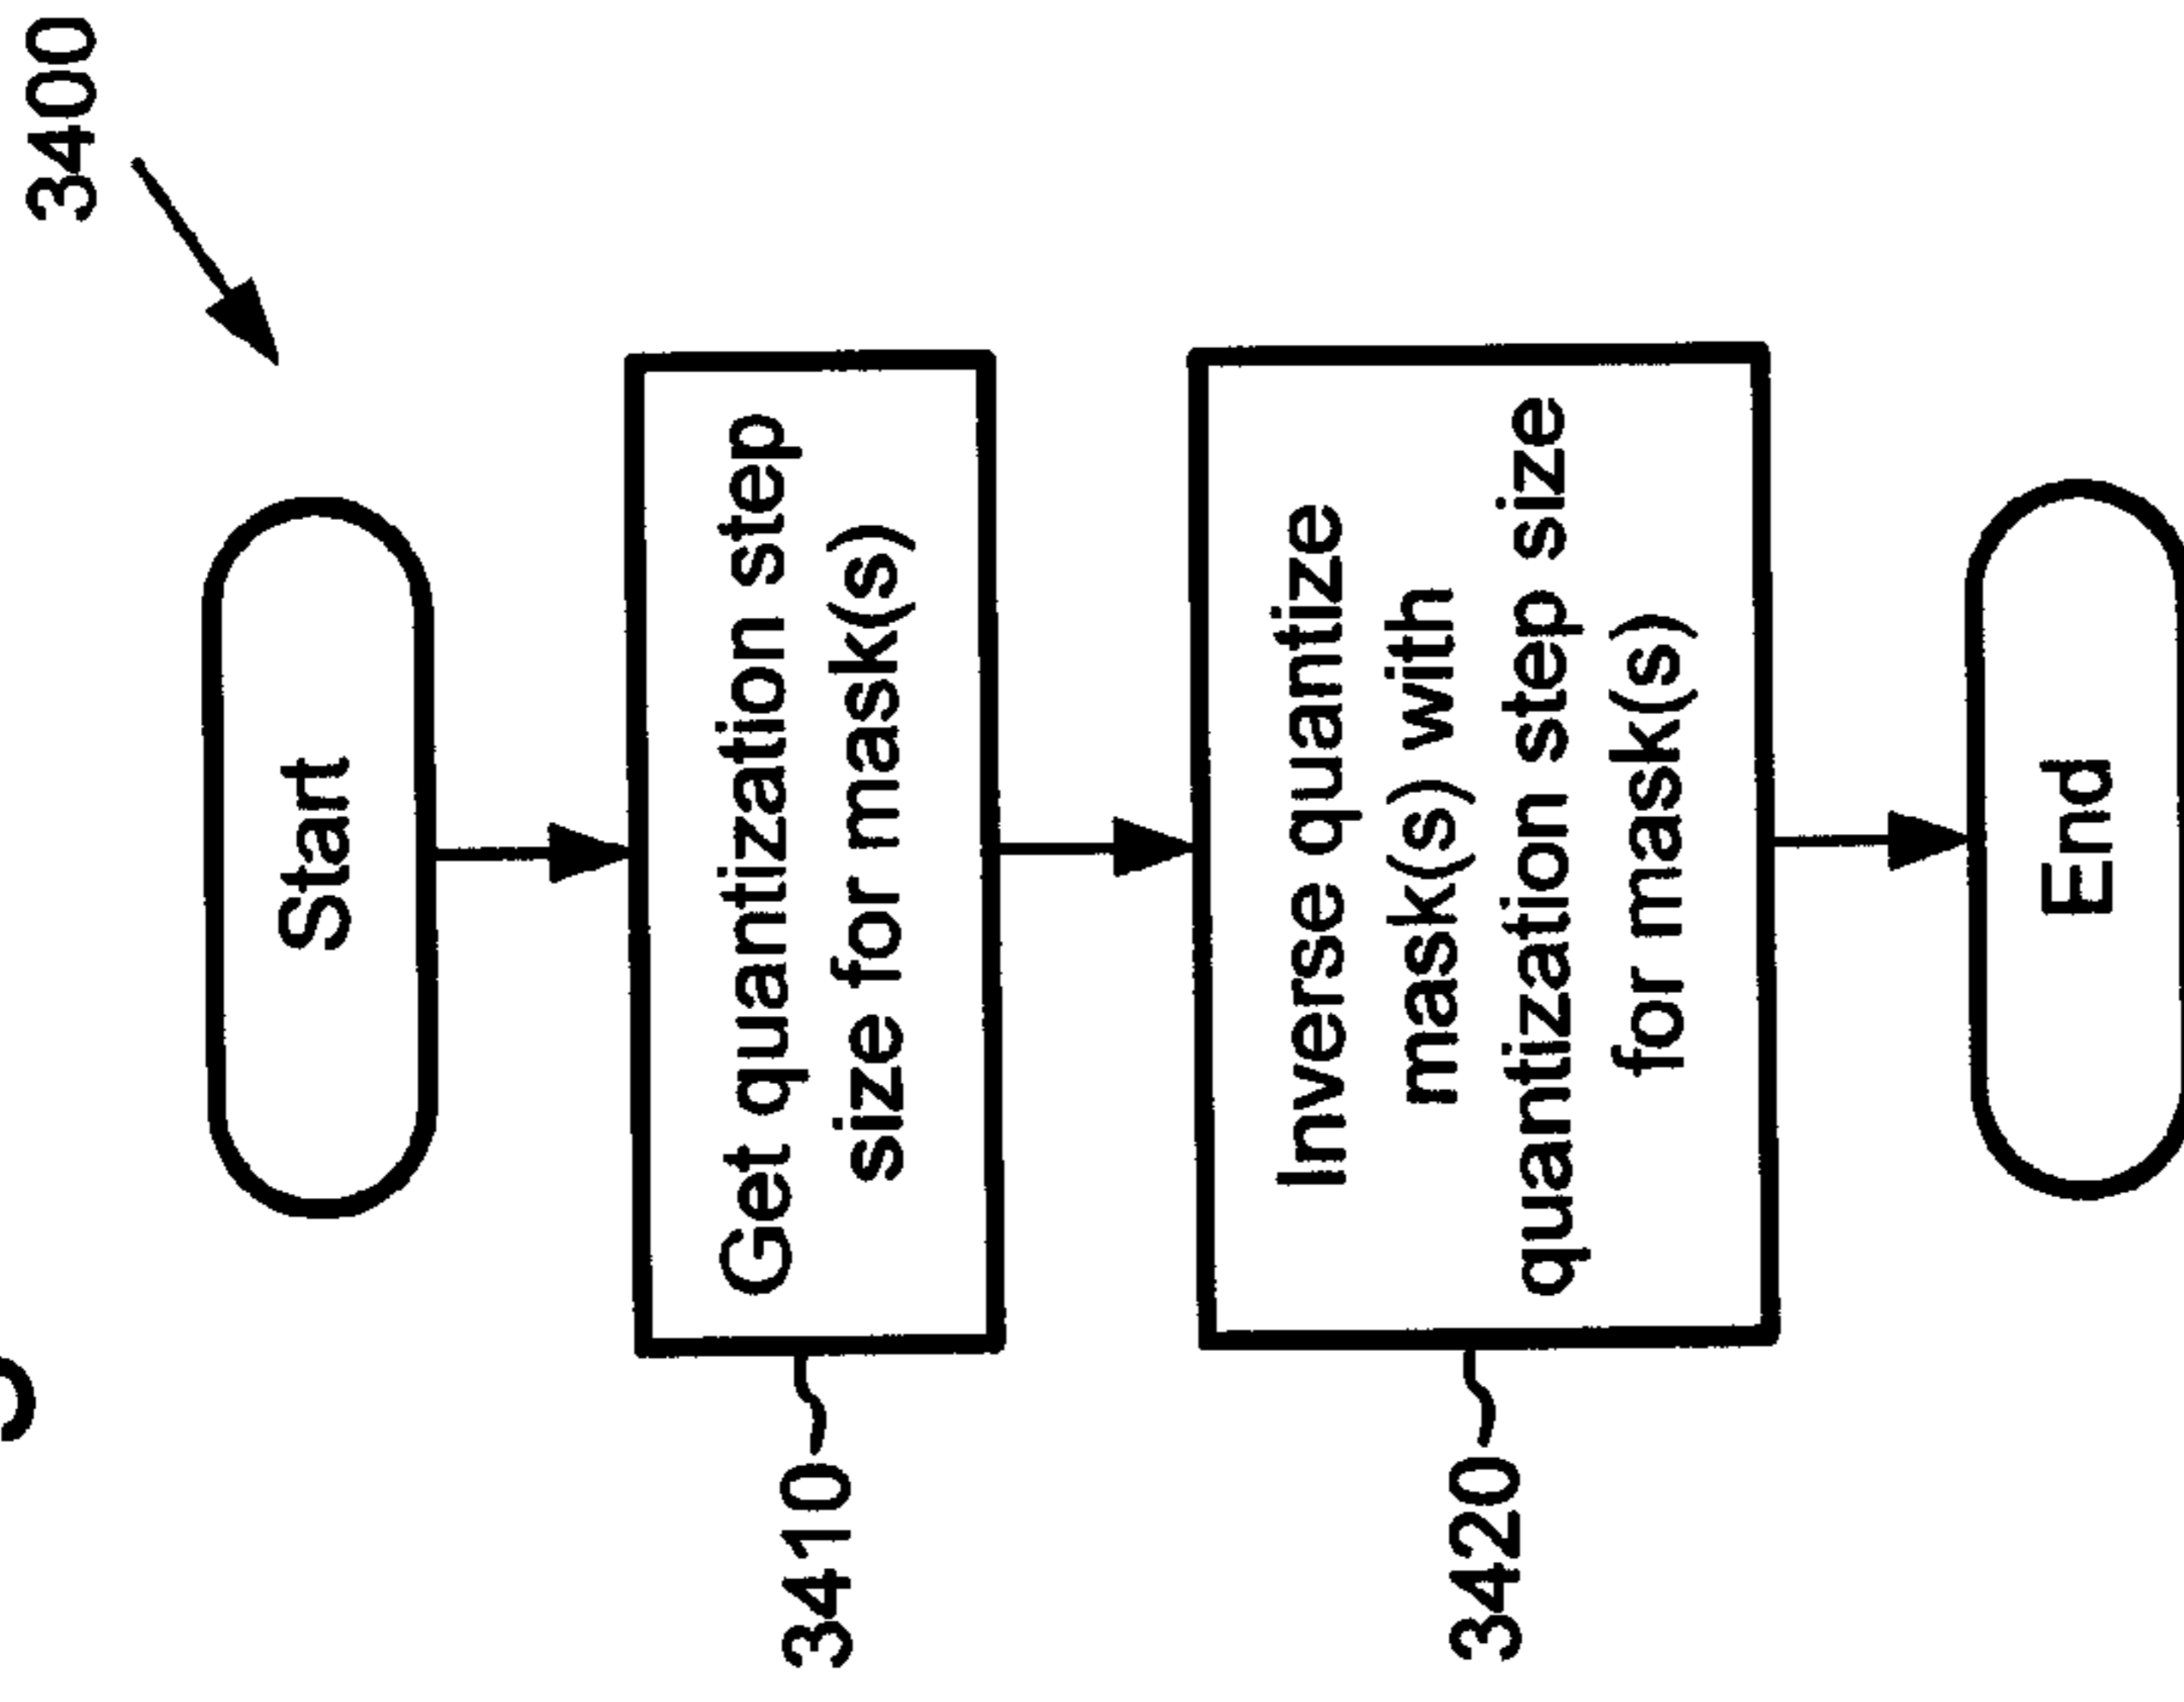 3400
Start
Get quantization step
size for mask(s)
3410
Inverse quantize
mask(s) with
quantization step size
for mask(s)
3420
End